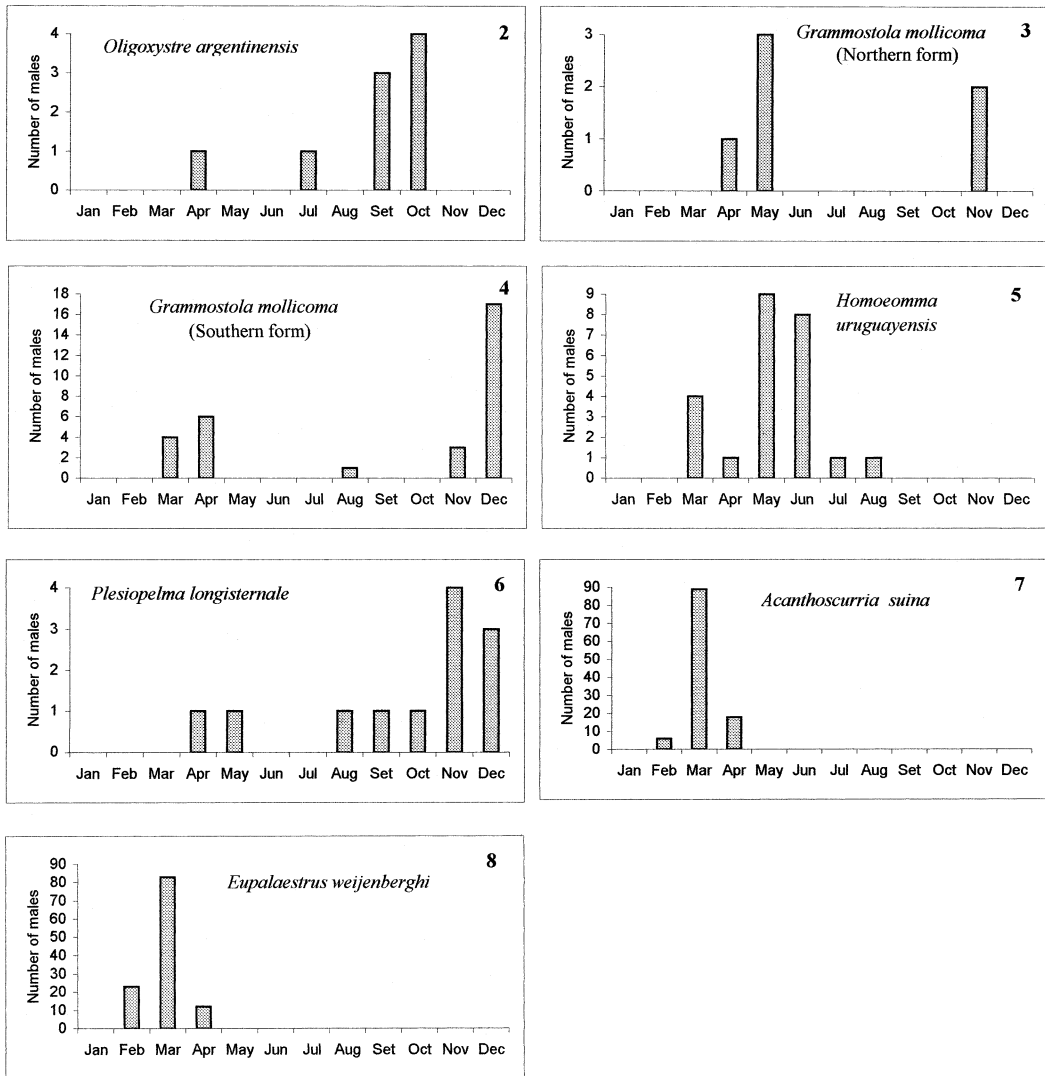 2
Oligoxystre argentinensis
Number of males
4
3
2
1
0
Jan Feb Mar Apr May Jun Jul Aug Set Oct Nov Dec
3
Grammostola mollicoma
(Northern form)
Number of males
3
2
1
0
Jan Feb Mar Apr May Jun Jul Aug Set Oct Nov Dec
4
Grammostola mollicoma
(Southern form)
Number of males
18
16
14
12
10
8
6
4
2
0
Jan Feb Mar Apr May Jun Jul Aug Set Oct Nov Dec
5
Homoeomma
uruguayensis
Number of males
9
8
7
6
5
4
3
2
1
0
Jan Feb Mar Apr May Jun Jul Aug Set Oct Nov Dec
6
Plesiopelma longisternale
Number of males
4
3
2
1
0
Jan Feb Mar Apr May Jun Jul Aug Set Oct Nov Dec
7
Acanthoscurria suina
Number of males
90
80
70
60
50
40
30
20
10
0
Jan Feb Mar Apr May Jun Jul Aug Set Oct Nov Dec
8
Eupalaestrus weijenberghi
Number of males
90
80
70
60
50
40
30
20
10
0
Jan Feb Mar Apr May Jun Jul Aug Set Oct Nov Dec